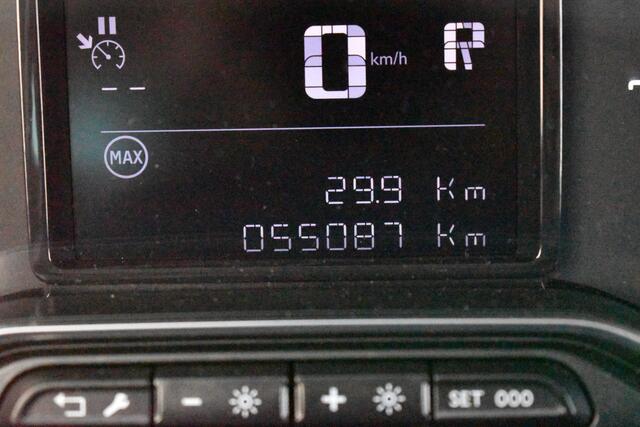 0 km/h R
-- --
MAX
29.9 Km
055087 Km
- + SET 000